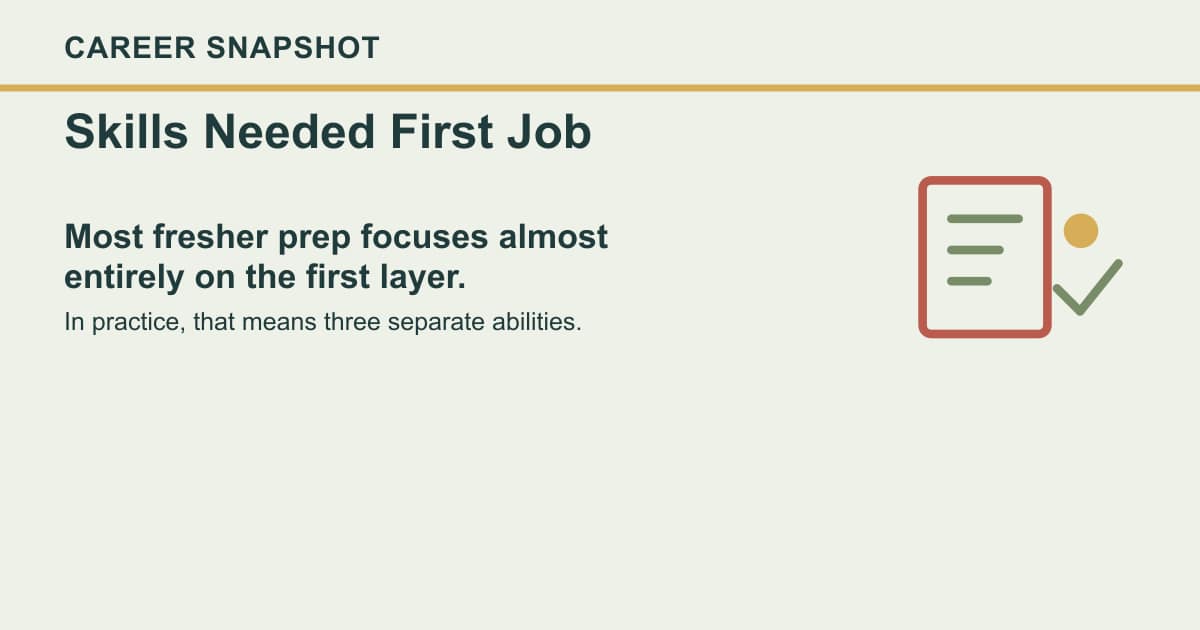 CAREER SNAPSHOT
Skills Needed First Job
Most fresher prep focuses almost
entirely on the first layer.
In practice, that means three separate abilities.